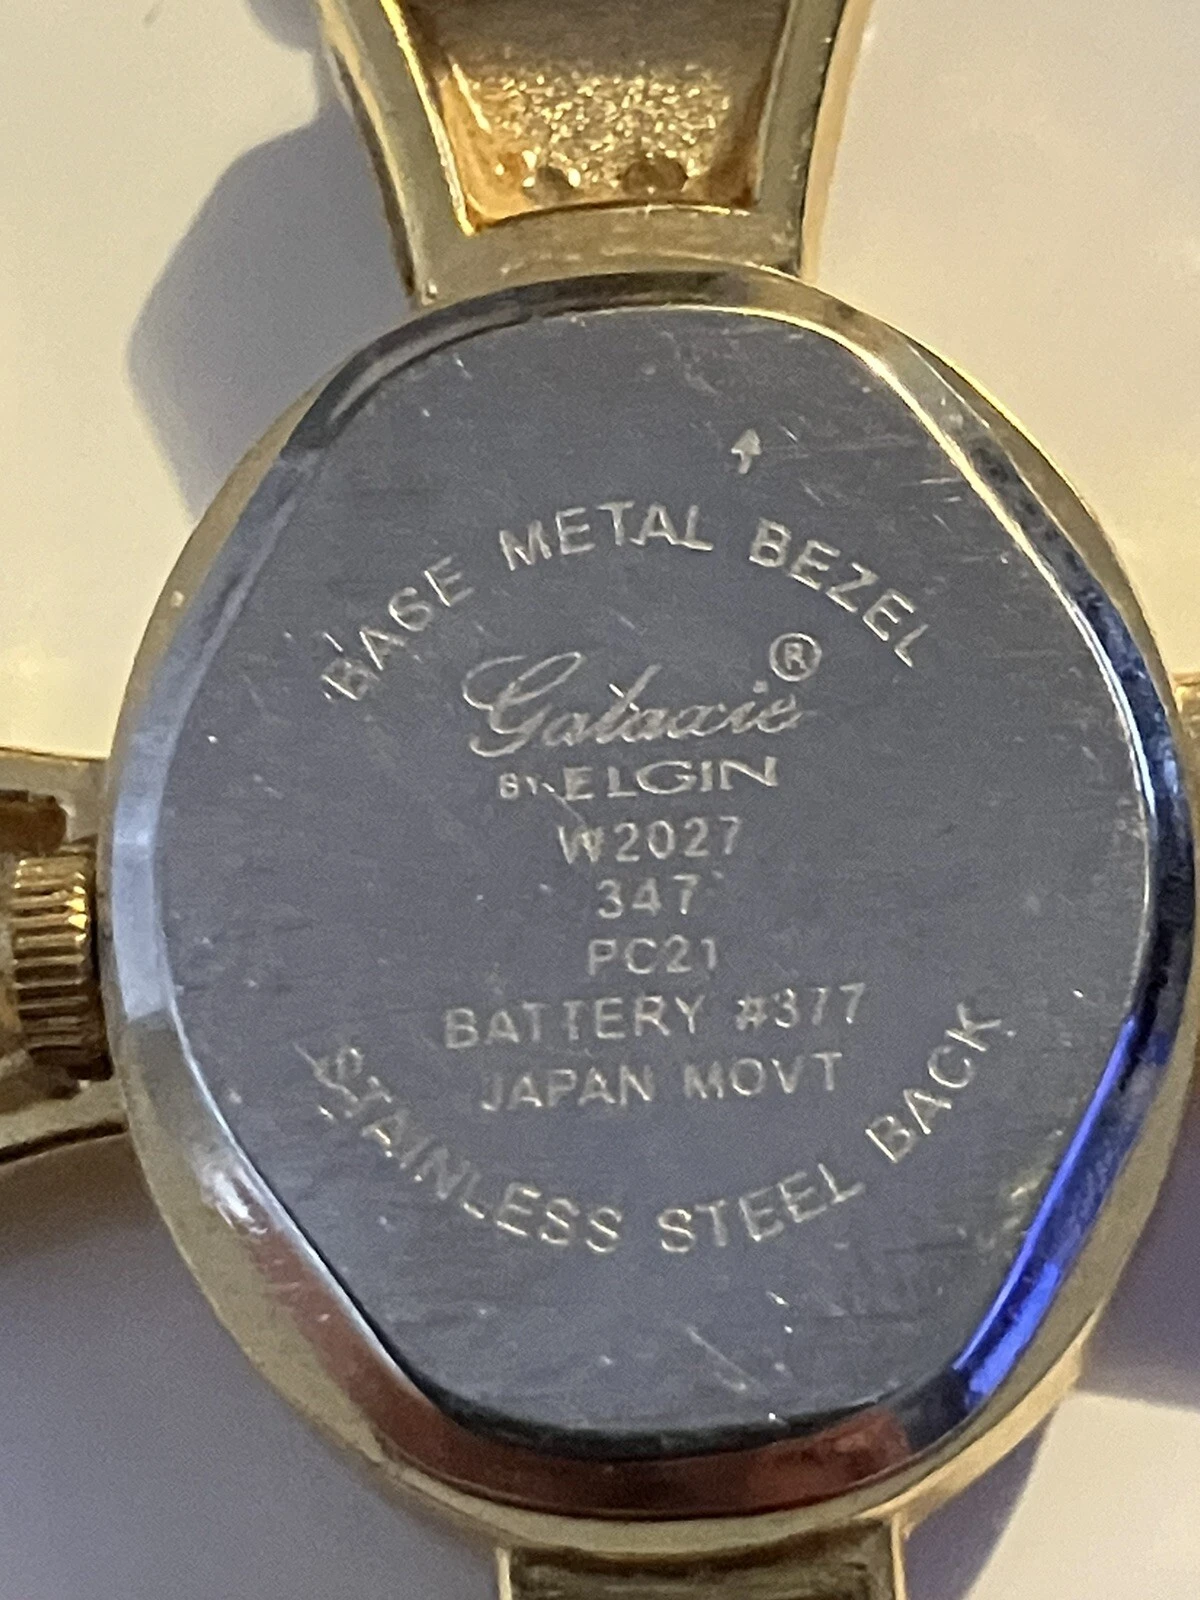 BASE METAL BEZEL
Galaxie®
BY ELGIN
W2027
347
PC21
BATTERY #377
JAPAN MOVT
STAINLESS STEEL BACK